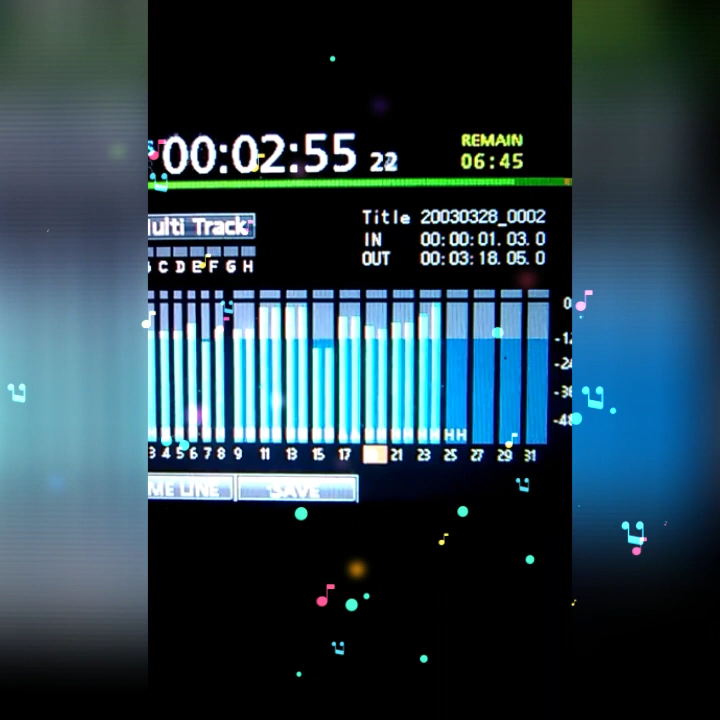 00:02:55 22
REMAIN
06:45
ulti Track
Title 20030328_0002
IN 00:00:01.03.0
OUT 00:03:18.05.0
C D E F G H
0
-12
-24
-36
-48
H H
3 4 5 6 7 8 9 11 13 15 17 21 23 25 27 29 31
ME LINE SAVE